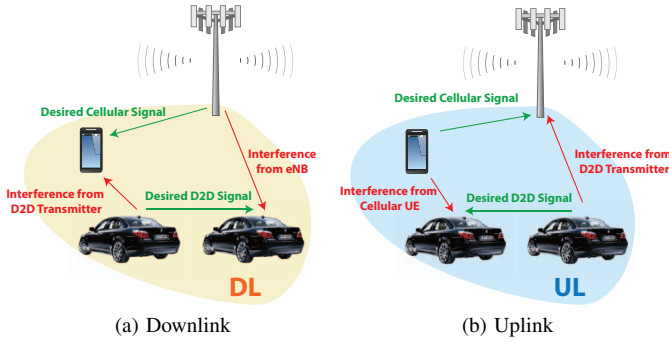 Desired Cellular Signal
Interference
from eNB
Interference from
D2D Transmitter
Desired D2D Signal
DL
(a) Downlink
Desired Cellular Signal
Interference from
D2D Transmitter
Interference from
Cellular UE
Desired D2D Signal
UL
(b) Uplink